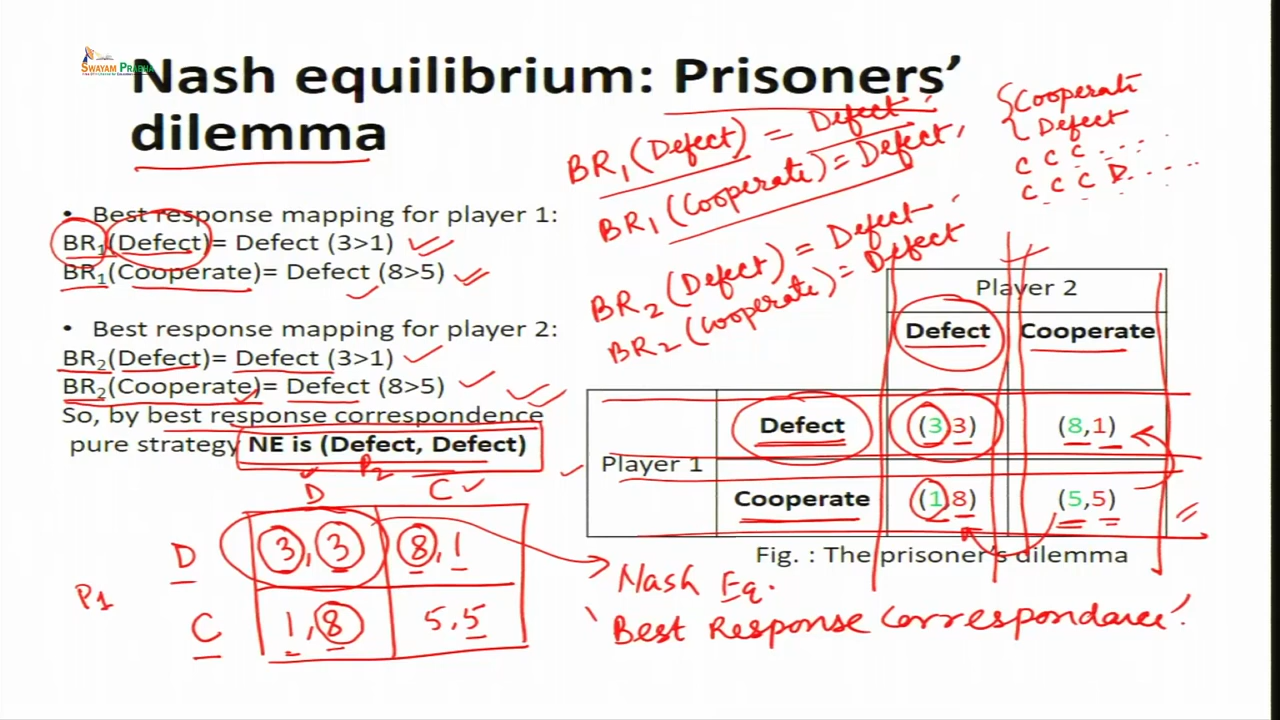 SWAYAM PRABHA
Nash equilibrium: Prisoners’
dilemma
BR₁(Defect) = Defect
BR₁(Cooperate) = Defect
BR₂(Defect) = Defect
BR₂(Cooperate) = Defect
{ Cooperate
Defect
C C C . . . .
C C C D . . . .
• Best response mapping for player 1:
BR₁(Defect)= Defect (3>1)
BR₁(Cooperate)= Defect (8>5)
• Best response mapping for player 2:
BR₂(Defect)= Defect (3>1)
BR₂(Cooperate)= Defect (8>5)
So, by best response correspondence
pure strategy NE is (Defect, Defect)
Player 2
Defect Cooperate
Player 1
Defect (3,3) (8,1)
Cooperate (1,8) (5,5)
Fig. : The prisoner’s dilemma
P2
D C
P1
D 3,3 8,1
C 1,8 5,5
Nash Eq.
'Best Response Correspondance'.